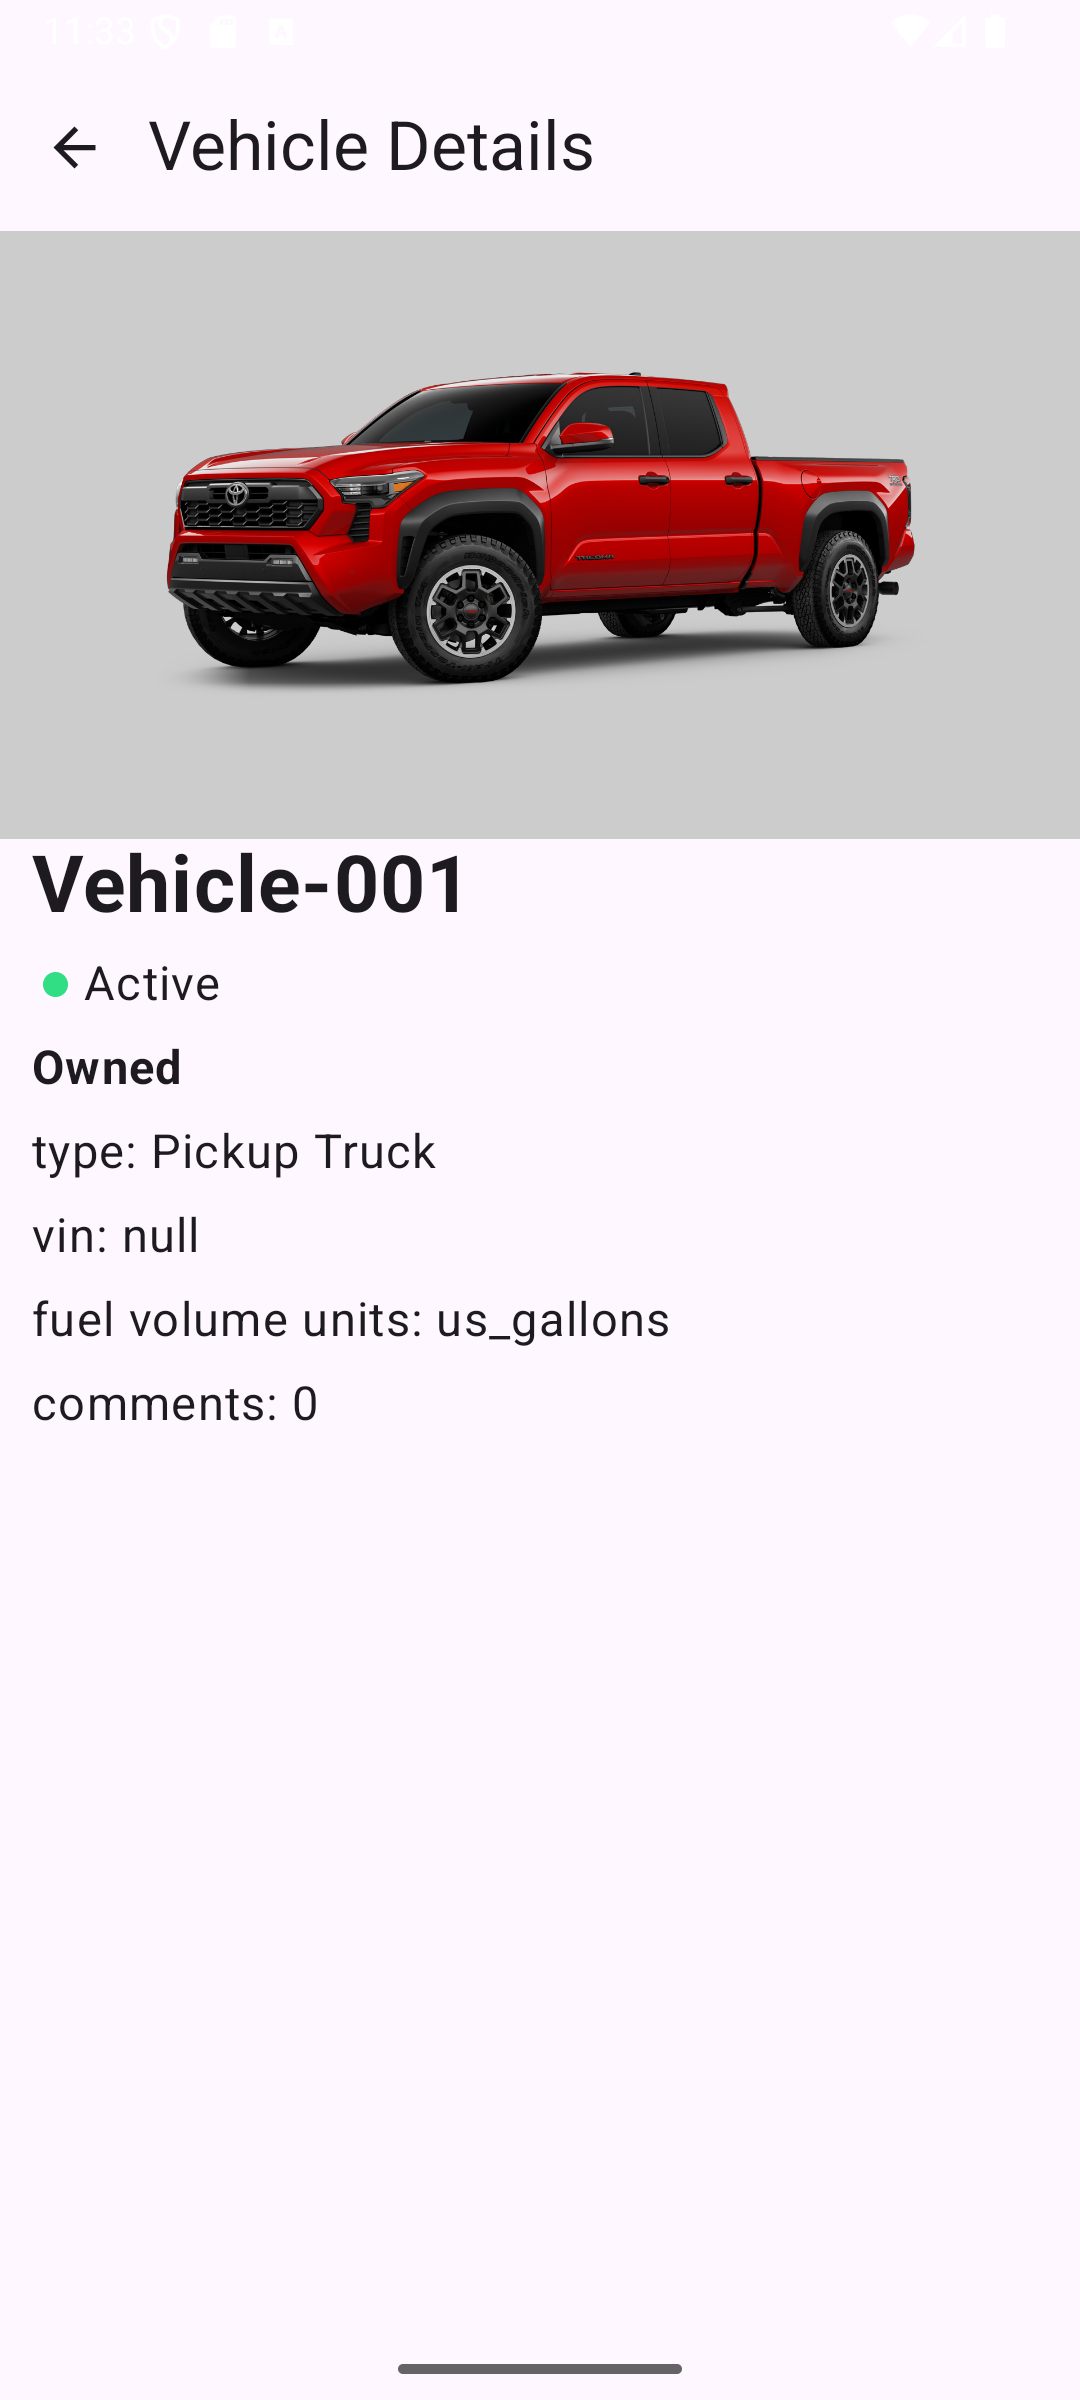 11:33
Vehicle Details
TACOMA
Vehicle-001
Active
Owned
type: Pickup Truck
vin: null
fuel volume units: us_gallons
comments: 0